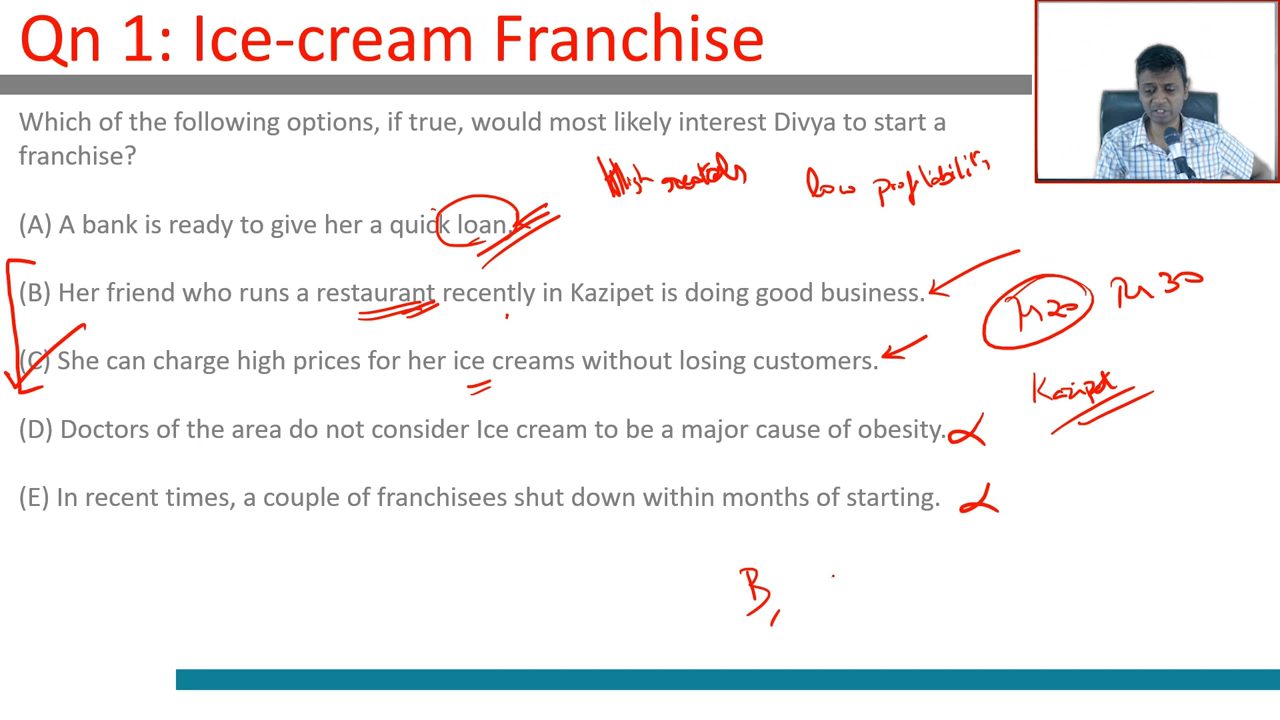 Qn 1: Ice-cream Franchise
Which of the following options, if true, would most likely interest Divya to start a
franchise?
High rentals
low profitability
(A) A bank is ready to give her a quick loan.
(B) Her friend who runs a restaurant recently in Kazipet is doing good business.
30
(C) She can charge high prices for her ice creams without losing customers.
Kazipet
(D) Doctors of the area do not consider Ice cream to be a major cause of obesity.
(E) In recent times, a couple of franchisees shut down within months of starting.
B,